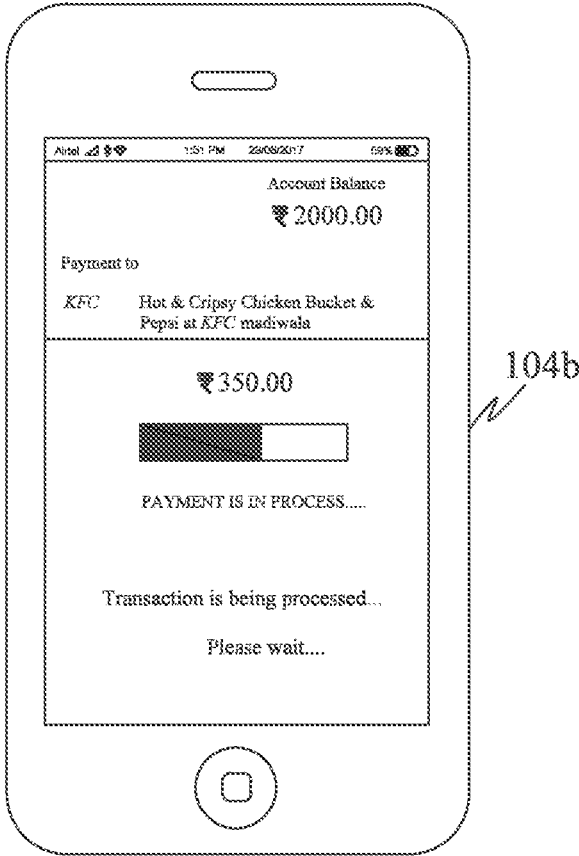 Airtel 1:51 PM 23/08/2017 59%
Account Balance
₹ 2000.00
Payment to
KFC Hot & Cripsy Chicken Bucket &
Pepsi at KFC madiwala
₹ 350.00
104b
PAYMENT IS IN PROCESS.....
Transaction is being processed...
Please wait....